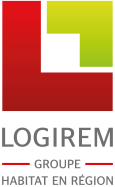 LOGIREM
GROUPE
HABITAT EN RÉGION